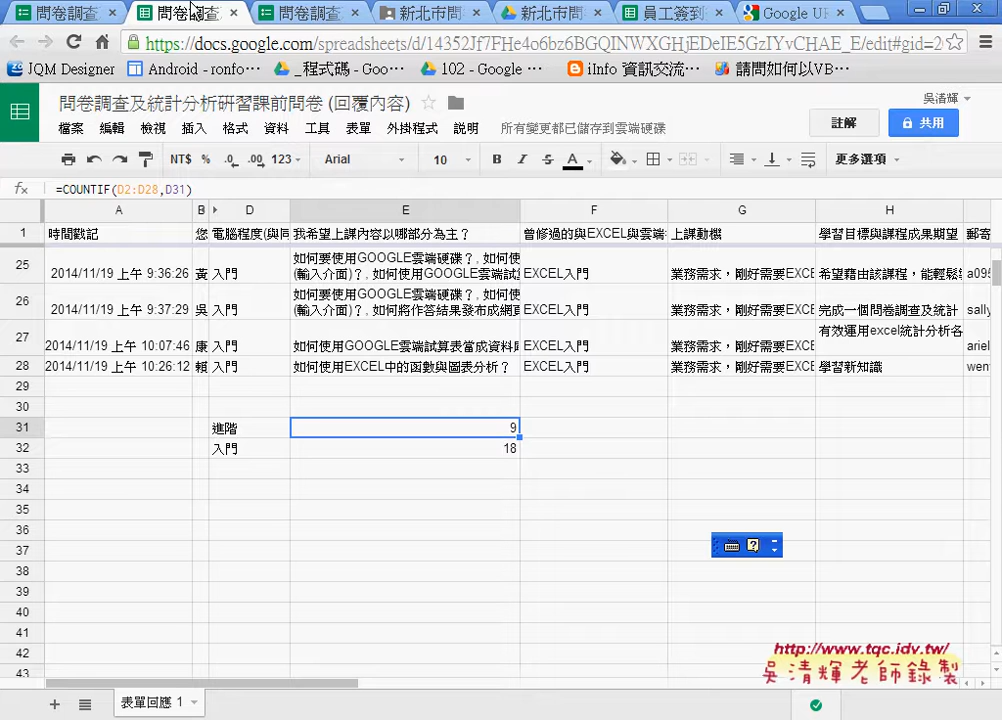 問卷調查 問卷調查 問卷調查 新北市問 新北市問 員工簽到 Google UF
https://docs.google.com/spreadsheets/d/14352Jf7FHe4o6bz6BGQINWXGHjEDeIE5GzIYvCHAE_E/edit#gid=2
JQM Designer Android - ronfo··· _程式碼 - Goo··· 102 - Google ··· iInfo 資訊交流··· 請問如何以VB···
問卷調查及統計分析研習課前問卷 (回覆內容) 吳清輝
檔案 編輯 檢視 插入 格式 資料 工具 表單 外掛程式 說明 所有變更都已儲存到雲端硬碟 註解 共用
NT$ % .0 .00 123 Arial 10 B I S A 更多選項
fx =COUNTIF(D2:D28,D31)
A B D E F G H
1 時間戳記 您 電腦程度(與同 我希望上課內容以哪部分為主? 曾修過的與EXCEL與雲端 上課動機 學習目標與課程成果期望 郵寄
如何要使用GOOGLE雲端硬碟?, 如何使
25 2014/11/19 上午 9:36:26 黃 入門 (輸入介面)?, 如何使用GOOGLE雲端試算 EXCEL入門 業務需求,剛好需要EXCE 希望藉由該課程,能輕鬆 a095
如何要使用GOOGLE雲端硬碟?, 如何使
26 2014/11/19 上午 9:37:29 吳 入門 (輸入介面)?, 如何將作答結果發布成網頁 EXCEL入門 業務需求,剛好需要EXCE 完成一個問卷調查及統計 sally
有效運用excel統計分析各
27 2014/11/19 上午 10:07:46 康 入門 如何使用GOOGLE雲端試算表當成資料庫 業務需求,剛好需要EXCE ariel
28 2014/11/19 上午 10:26:12 賴 入門 如何使用EXCEL中的函數與圖表分析? EXCEL入門 業務需求,剛好需要EXCE 學習新知識 wen
29
30
31 進階 9
32 入門 18
33
34
35
36
37
38
39
40
41
42
43
http://www.tqc.idv.tw/
吳清輝老師錄製
表單回應 1